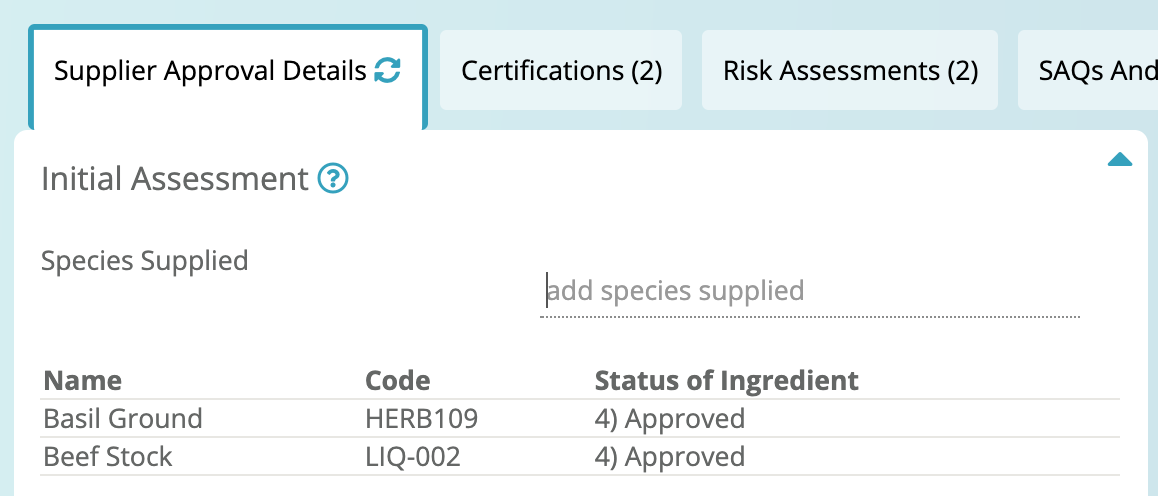 Supplier Approval Details Certifications (2) Risk Assessments (2) SAQs And
Initial Assessment ?
Species Supplied
add species supplied
Name Code Status of Ingredient
Basil Ground HERB109 4) Approved
Beef Stock LIQ-002 4) Approved